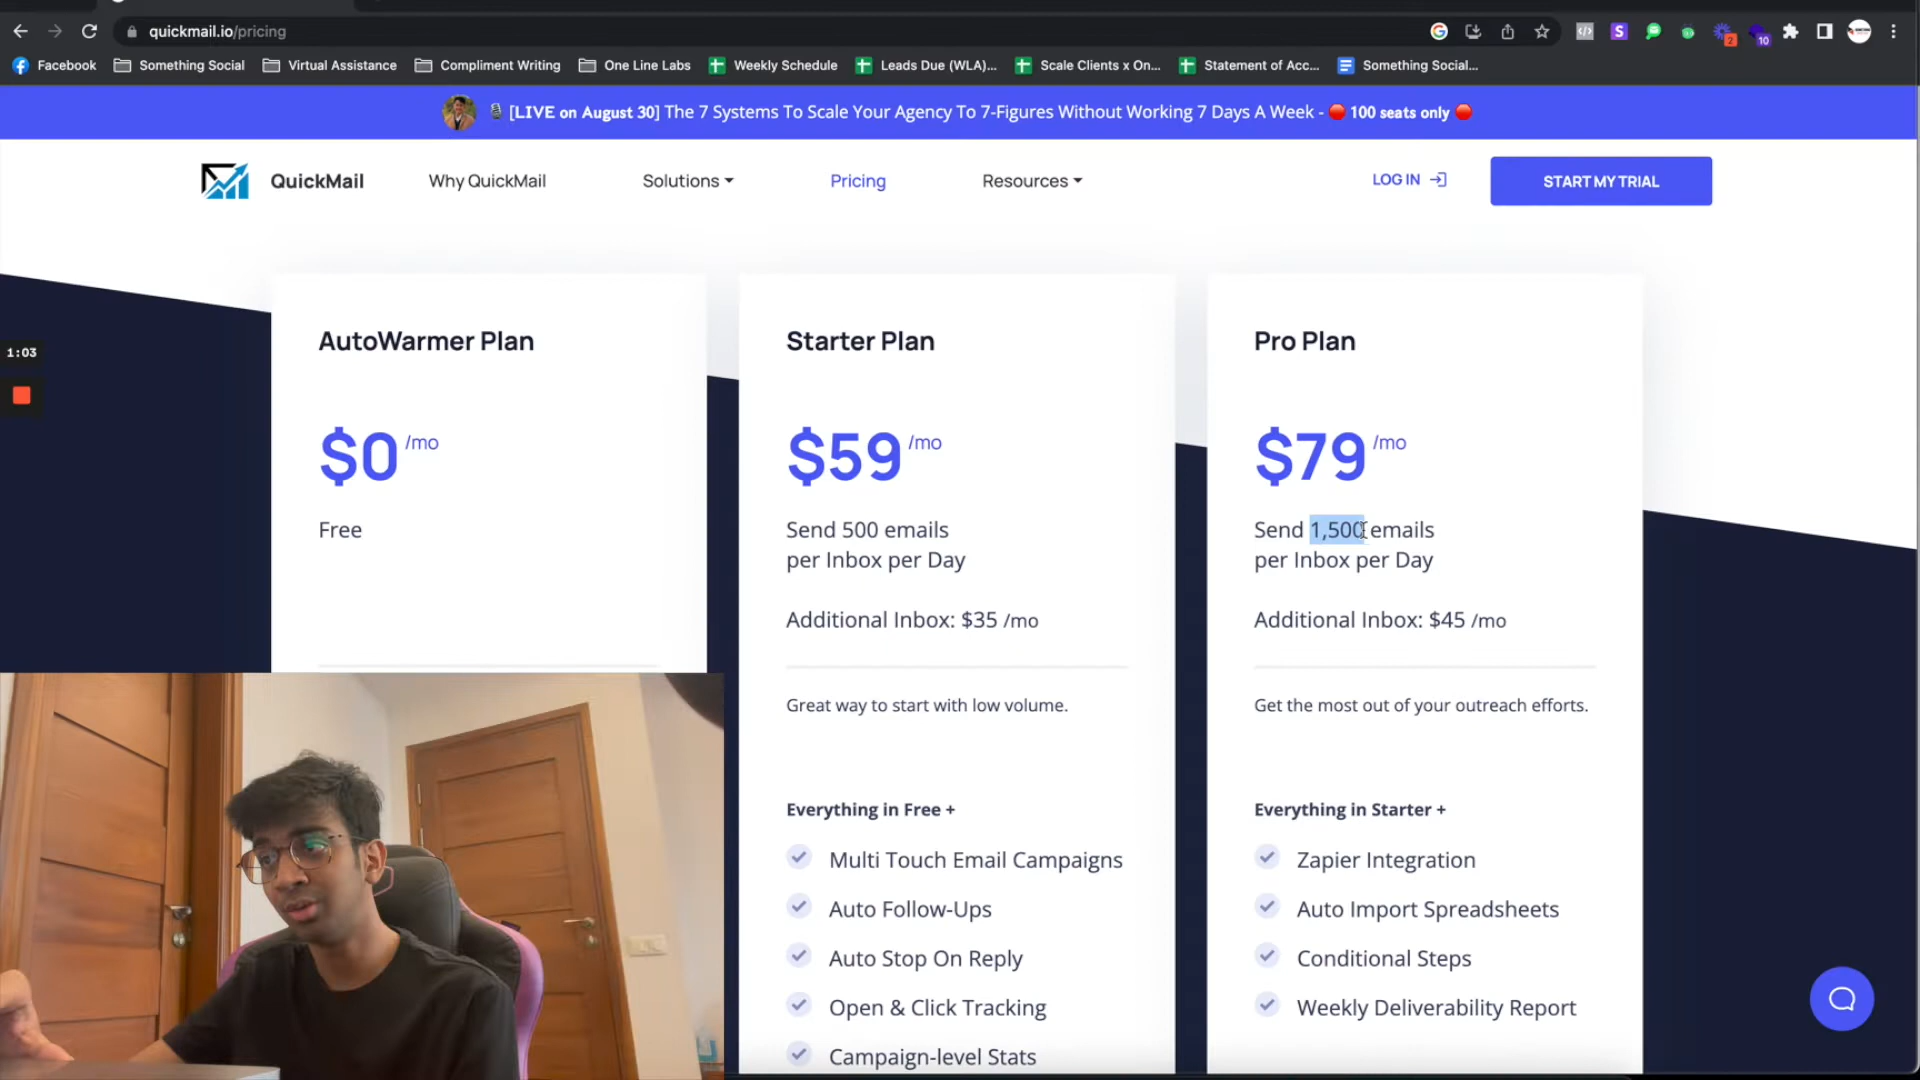 quickmail.io/pricing
2
10
Facebook
Something Social
Virtual Assistance
Compliment Writing
One Line Labs
Weekly Schedule
Leads Due (WLA)...
Scale Clients x On...
Statement of Acc...
Something Social...
[LIVE on August 30] The 7 Systems To Scale Your Agency To 7-Figures Without Working 7 Days A Week - 100 seats only
QuickMail
Why QuickMail
Solutions
Pricing
Resources
LOG IN
START MY TRIAL
1:03
AutoWarmer Plan
$0 /mo
Free
Starter Plan
$59 /mo
Send 500 emails
per Inbox per Day
Additional Inbox: $35 /mo
Great way to start with low volume.
Everything in Free +
Multi Touch Email Campaigns
Auto Follow-Ups
Auto Stop On Reply
Open & Click Tracking
Campaign-level Stats
Pro Plan
$79 /mo
Send 1,500 emails
per Inbox per Day
Additional Inbox: $45 /mo
Get the most out of your outreach efforts.
Everything in Starter +
Zapier Integration
Auto Import Spreadsheets
Conditional Steps
Weekly Deliverability Report